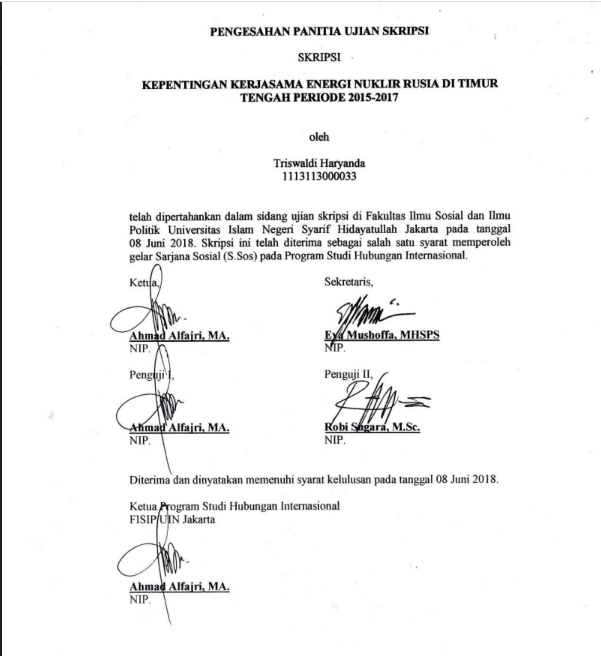 PENGESAHAN PANITIA UJIAN SKRIPSI
SKRIPSI
KEPENTINGAN KERJASAMA ENERGI NUKLIR RUSIA DI TIMUR
TENGAH PERIODE 2015-2017
oleh
Triswaldi Haryanda
1113113000033
telah dipertahankan dalam sidang ujian skripsi di Fakultas Ilmu Sosial dan Ilmu
Politik Universitas Islam Negeri Syarif Hidayatullah Jakarta pada tanggal
08 Juni 2018. Skripsi ini telah diterima sebagai salah satu syarat memperoleh
gelar Sarjana Sosial (S.Sos) pada Program Studi Hubungan Internasional.
Ketua,
Sekretaris,
Ahmad Alfajri, MA.
NIP.
Eva Mushoffa, MHSPS
NIP.
Penguji I,
Penguji II,
Ahmad Alfajri, MA.
NIP.
Robi Sugara, M.Sc.
NIP.
Diterima dan dinyatakan memenuhi syarat kelulusan pada tanggal 08 Juni 2018.
Ketua Program Studi Hubungan Internasional
FISIP UIN Jakarta
Ahmad Alfajri, MA.
NIP.